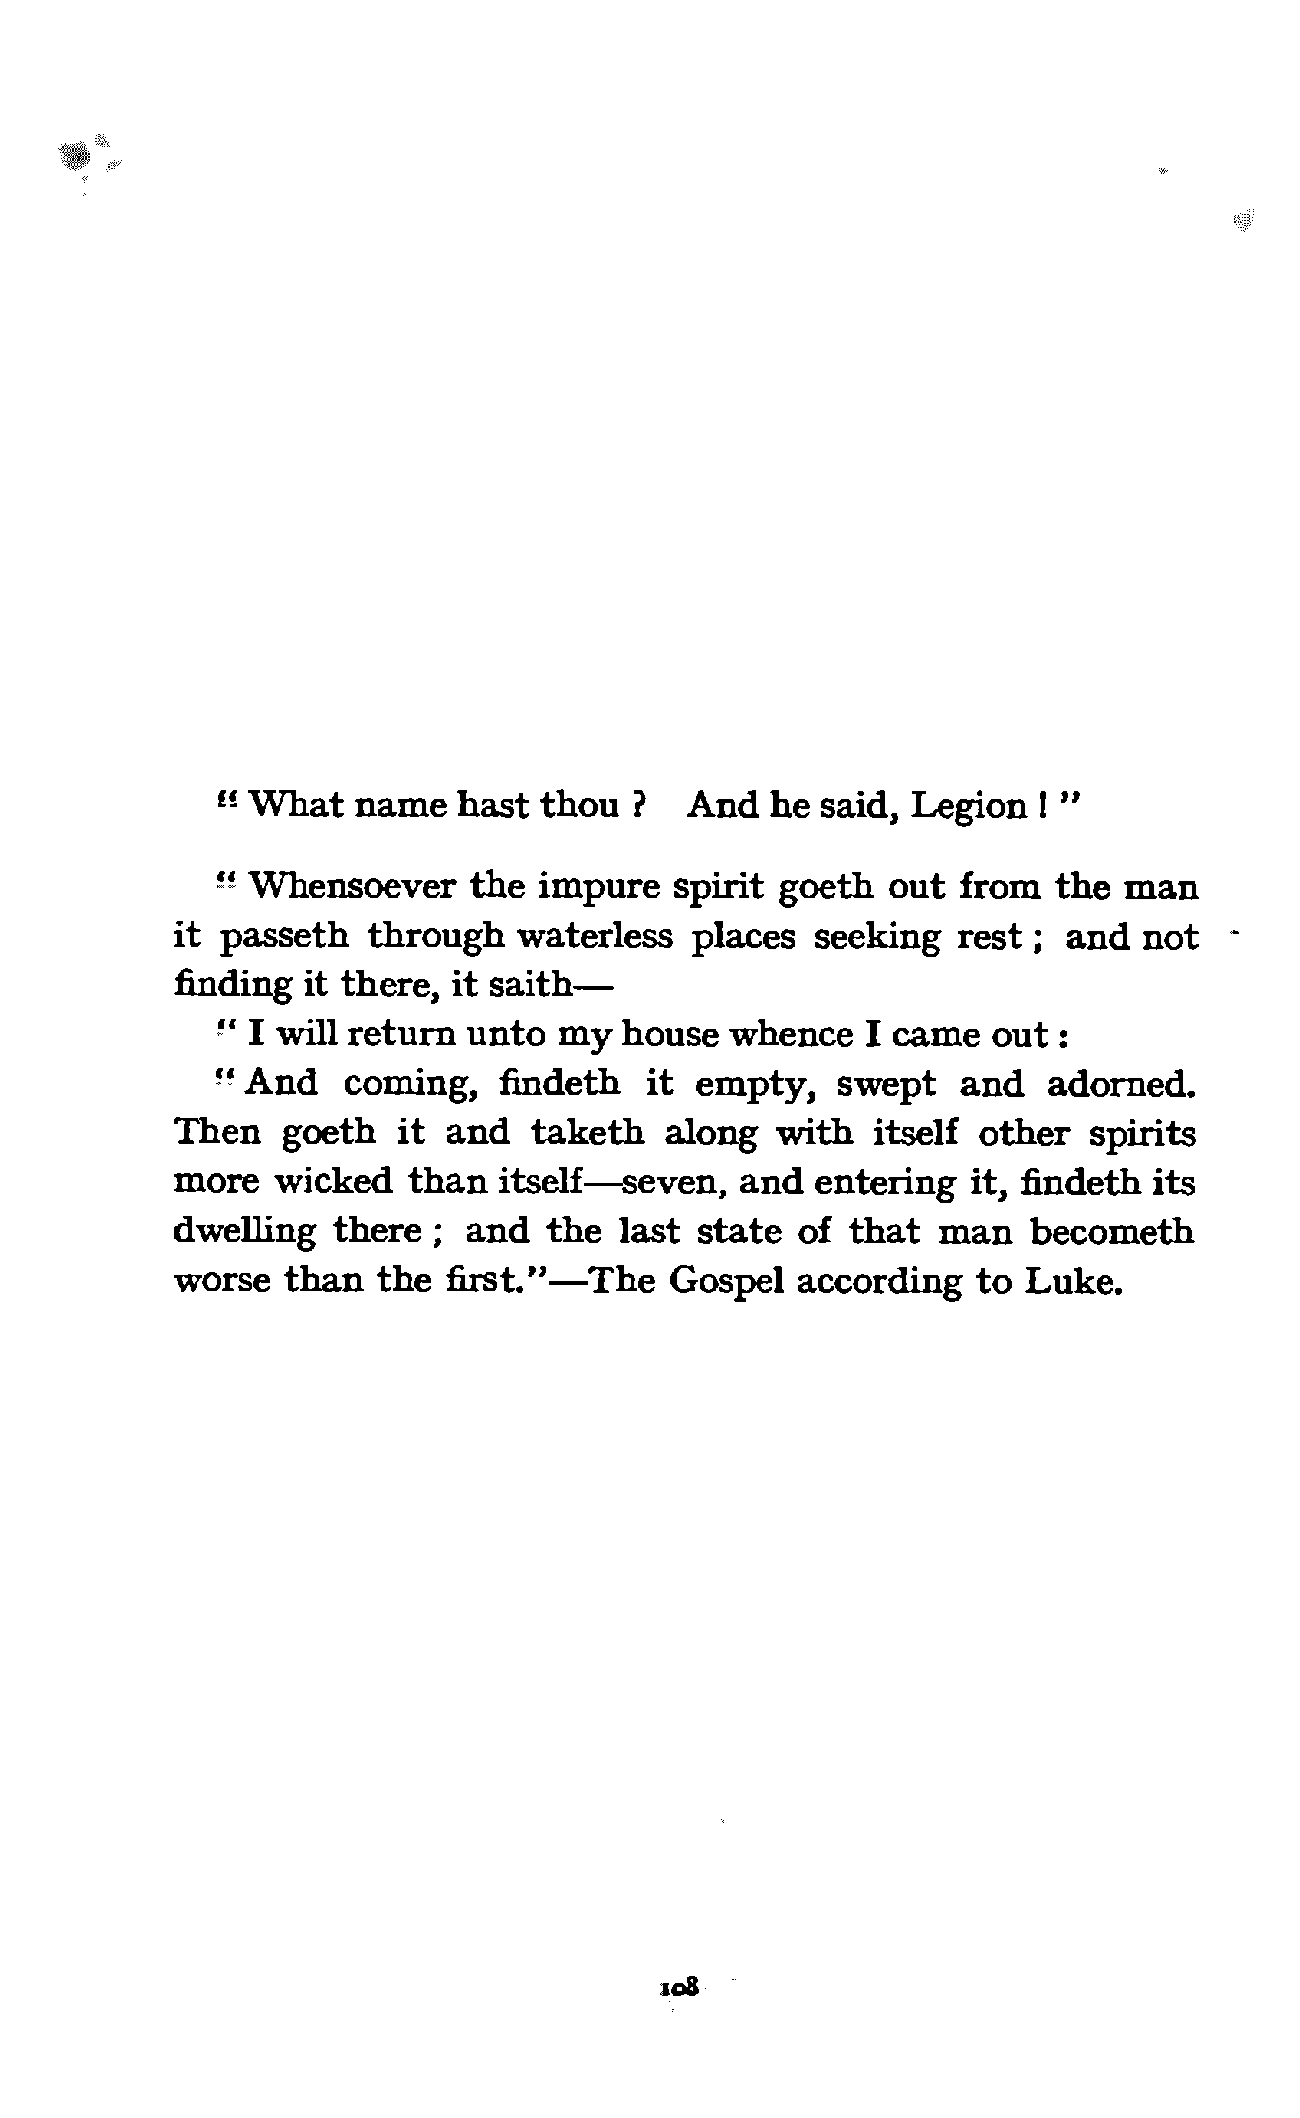 “ What name hast thou ? And he said, Legion ! ”
“ Whensoever the impure spirit goeth out from the man
it passeth through waterless places seeking rest ; and not
finding it there, it saith—
“ I will return unto my house whence I came out :
“ And coming, findeth it empty, swept and adorned.
Then goeth it and taketh along with itself other spirits
more wicked than itself—seven, and entering it, findeth its
dwelling there ; and the last state of that man becometh
worse than the first.”—The Gospel according to Luke.
108